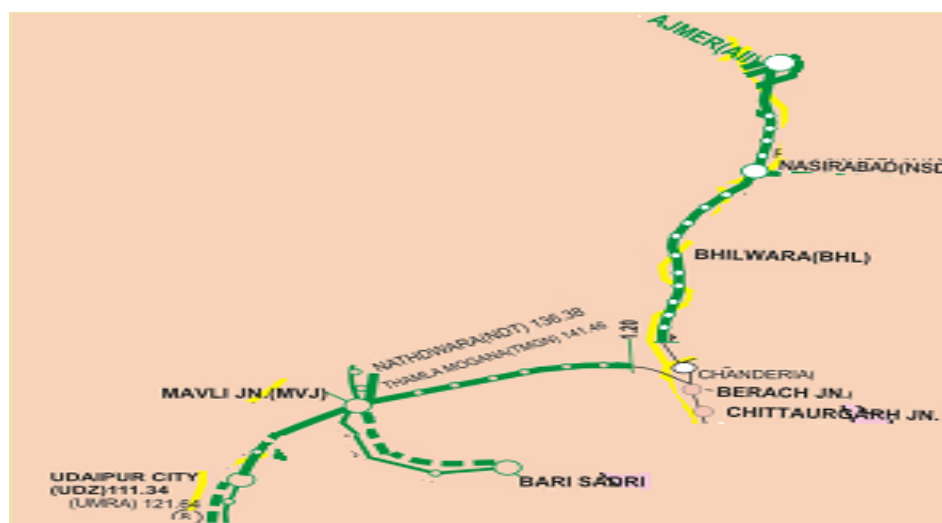 AJMER(AII)
NASIRABAD(NSD
BHILWARA(BHL)
NATHDWARA(NDT) 136.38
THAMLA MOGANA(TMGN) 141.46
1.20
CHANDERIA
MAVLI JN.(MVJ)
BERACH JN.
CHITTAURGARH JN.
UDAIPUR CITY
(UDZ)111.34
(UMRA) 121.54
BARI SADRI